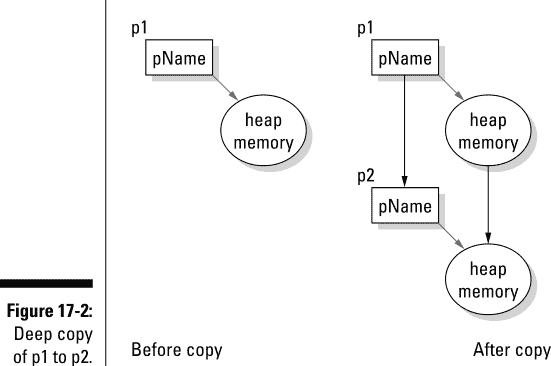 p1
pName
heap
memory
p1
pName
heap
memory
p2
pName
heap
memory
Figure 17-2:
Deep copy
of p1 to p2.
Before copy
After copy